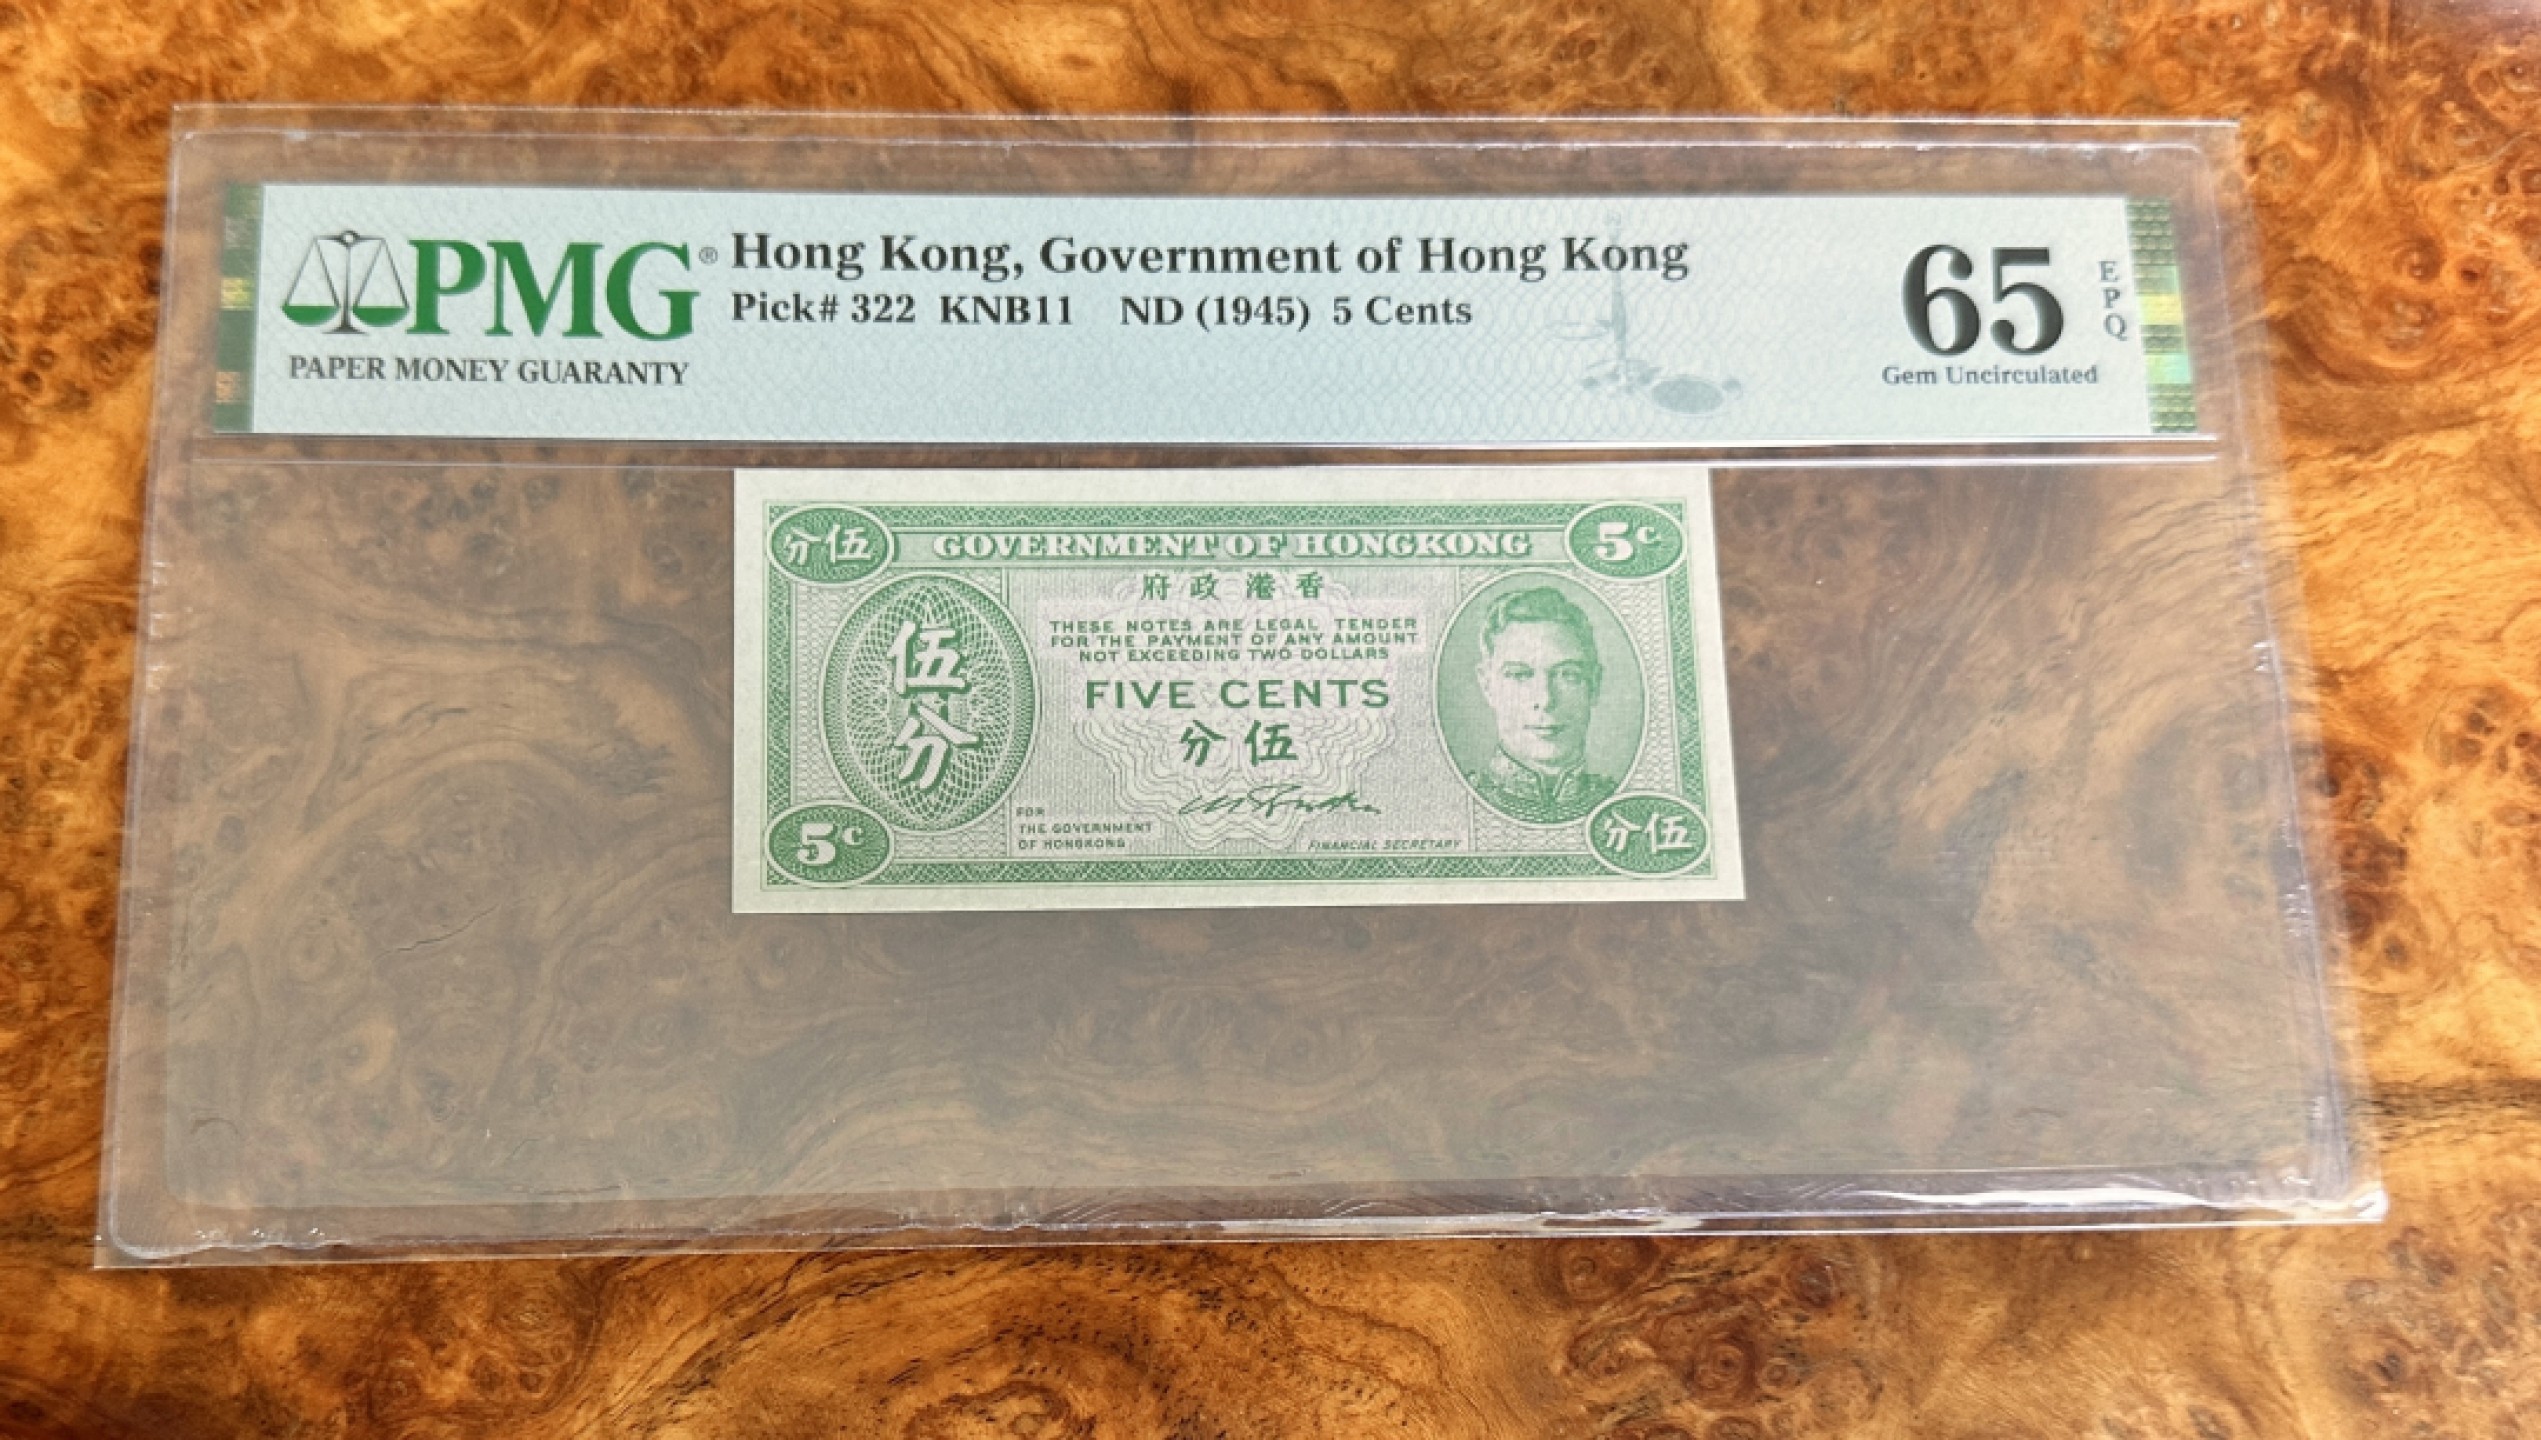 PMG®
PAPER MONEY GUARANTY
Hong Kong, Government of Hong Kong
Pick# 322 KNB11 ND (1945) 5 Cents
65
EPQ
Gem Uncirculated
分伍
GOVERNMENT OF HONGKONG
5c.
府政港香
THESE NOTES ARE LEGAL TENDER
FOR THE PAYMENT OF ANY AMOUNT
NOT EXCEEDING TWO DOLLARS
伍分
FIVE CENTS
分伍
FOR
THE GOVERNMENT
OF HONGKONG
FINANCIAL SECRETARY
5c
分伍